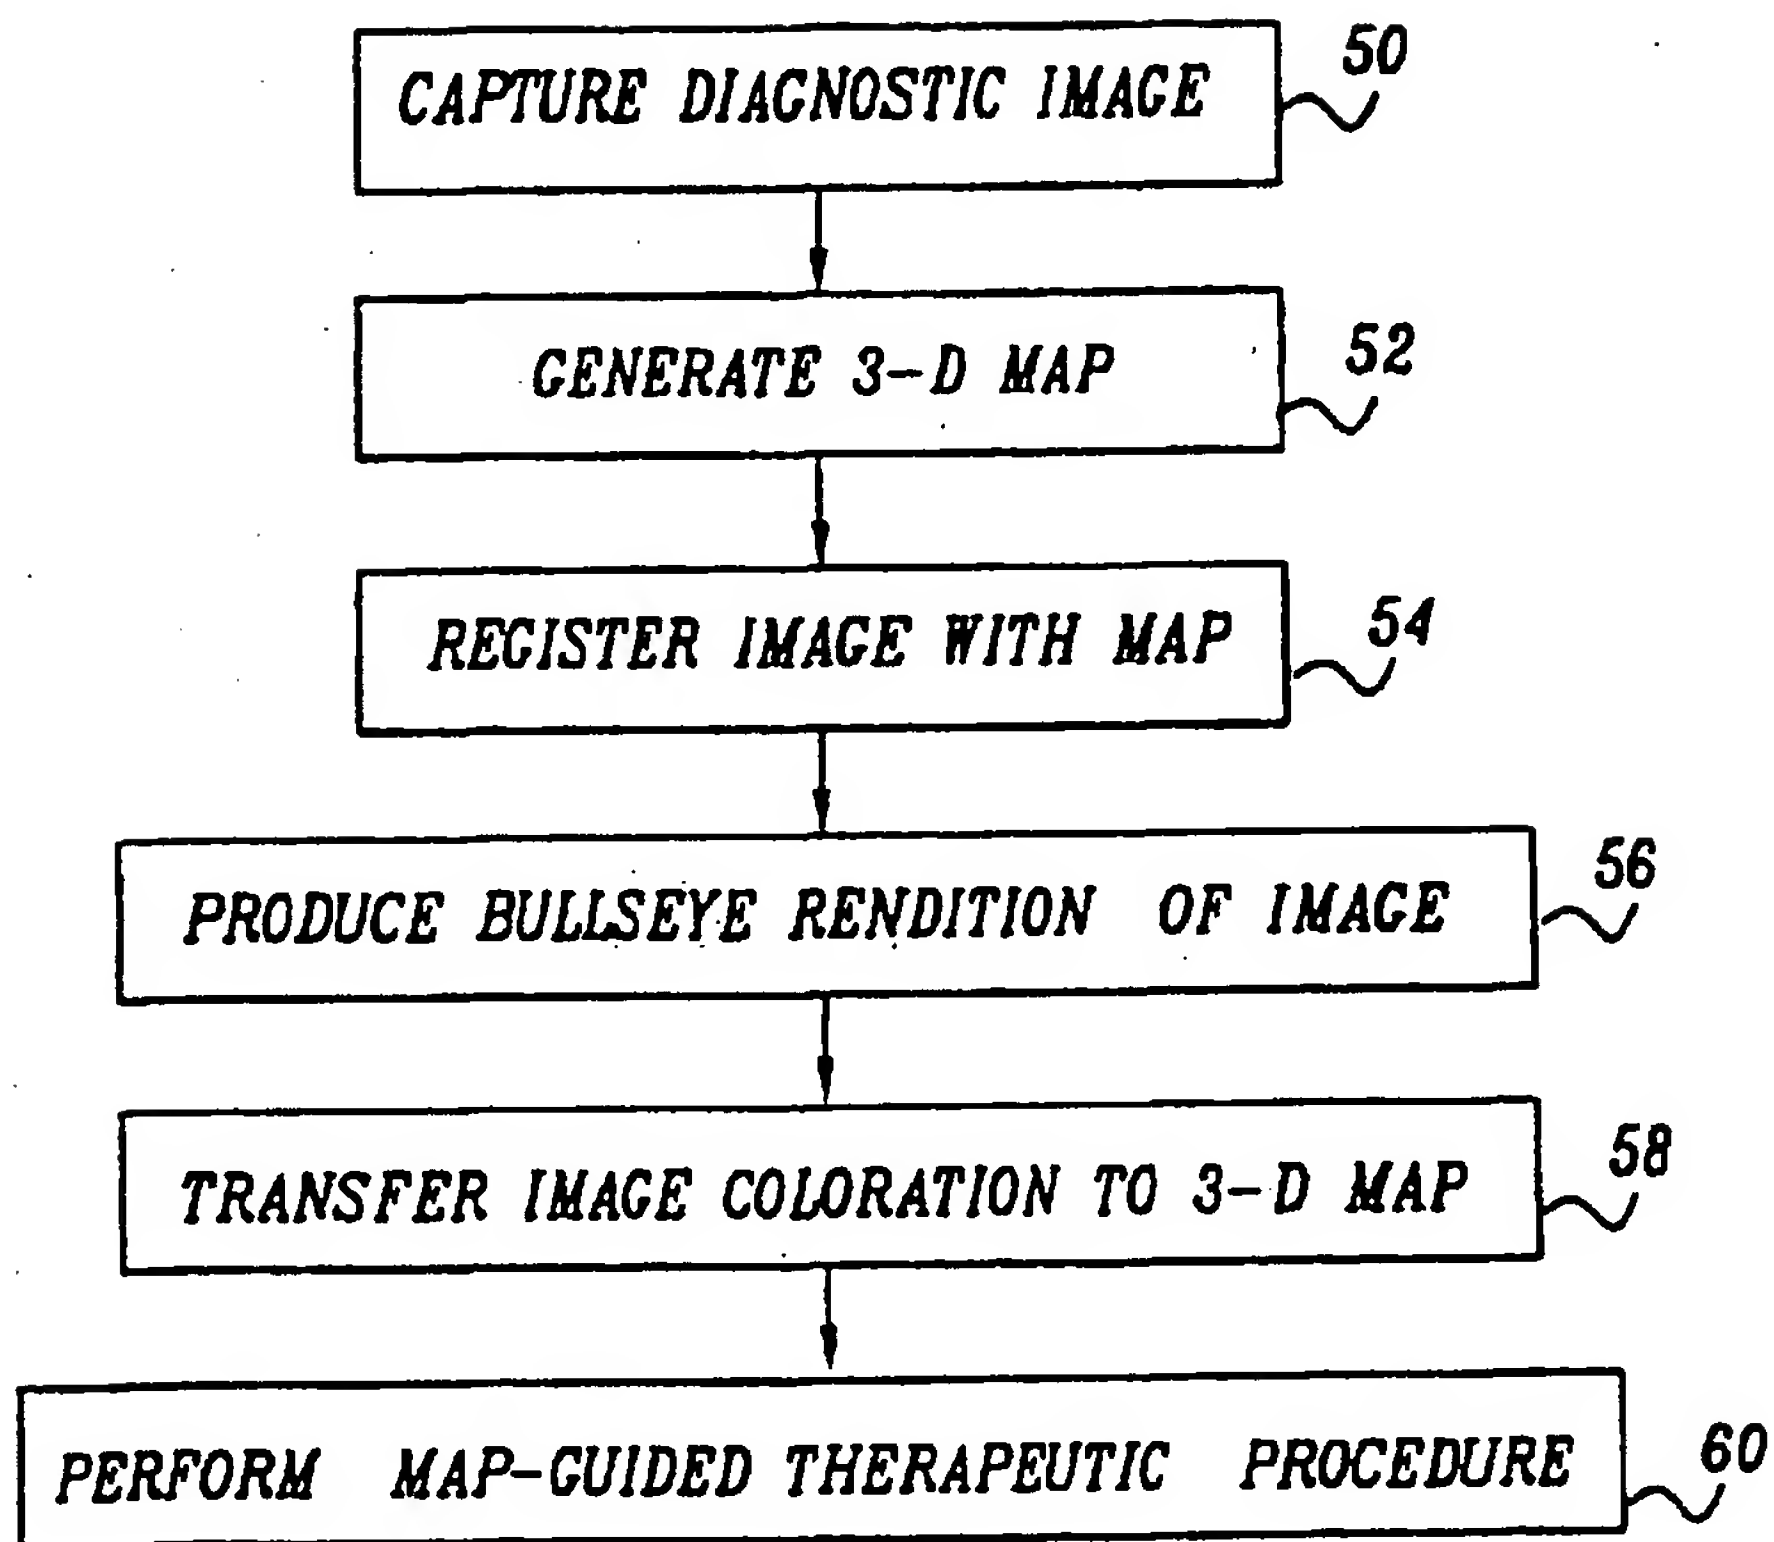 CAPTURE DIAGNOSTIC IMAGE
50
GENERATE 3-D MAP
52
REGISTER IMAGE WITH MAP
54
PRODUCE BULLSEYE RENDITION OF IMAGE
56
TRANSFER IMAGE COLORATION TO 3-D MAP
58
PERFORM MAP-GUIDED THERAPEUTIC PROCEDURE
60